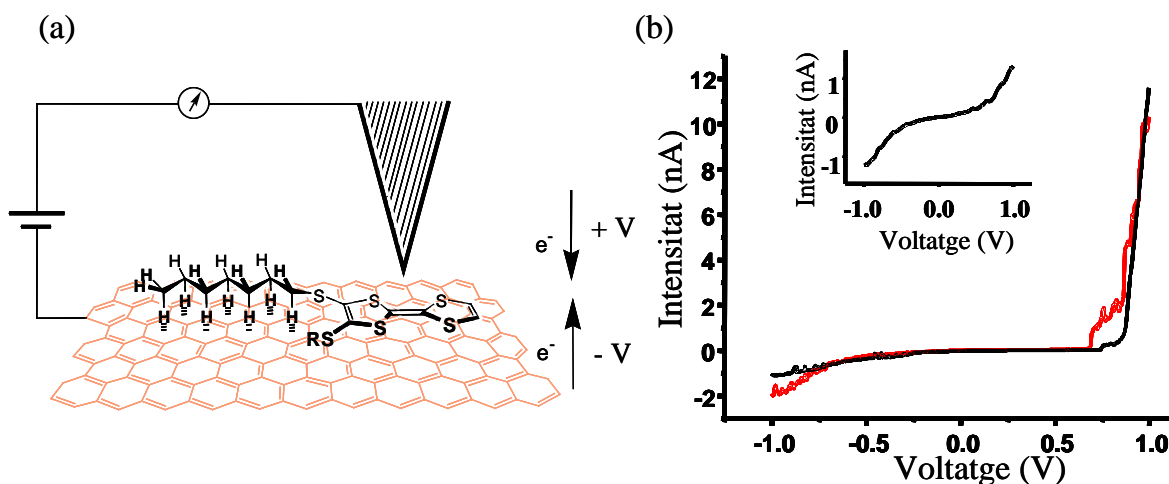 (a)
e- + V
e- - V
H H H H
H H H H
H H H H
H H H H
S S S
RS S S
(b)
Intensitat (nA)
12
10
8
6
4
2
0
-2
-1.0 -0.5 0.0 0.5 1.0
Voltatge (V)
Intensitat (nA)
1
0
-1
-1.0 0.0 1.0
Voltatge (V)